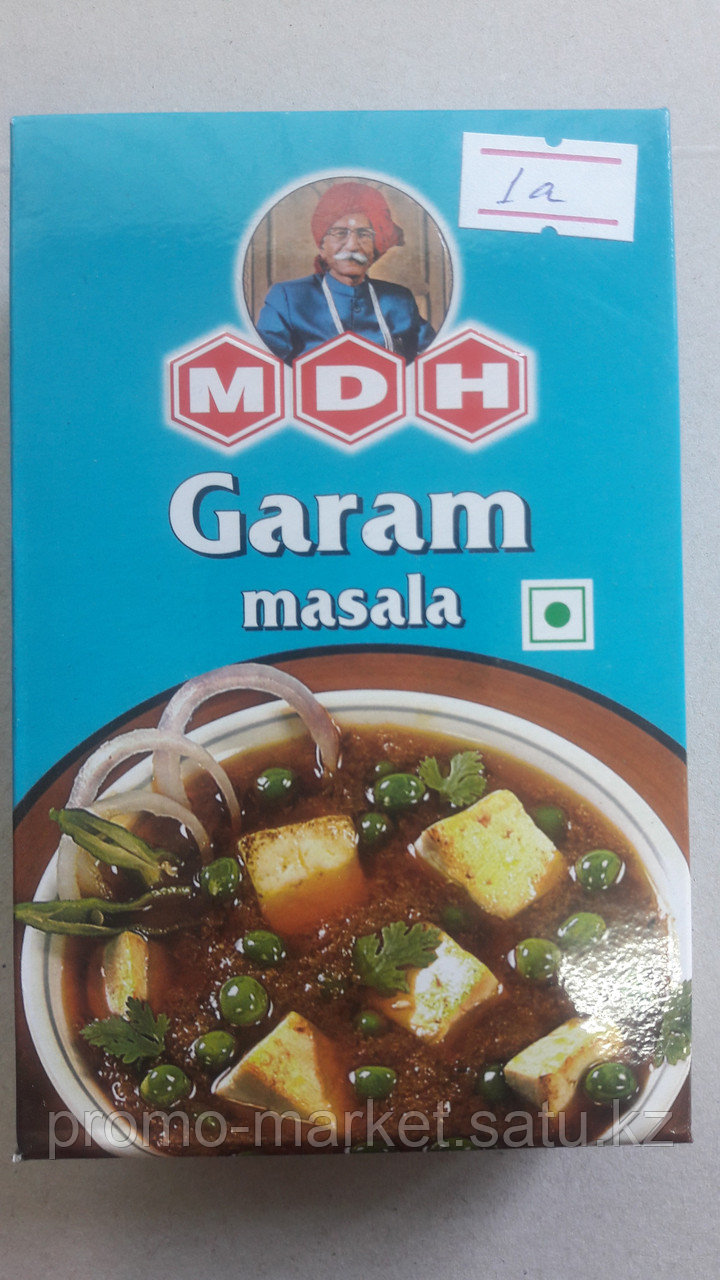 1a
MDH
Garam
masala
promo-market.satu.kz